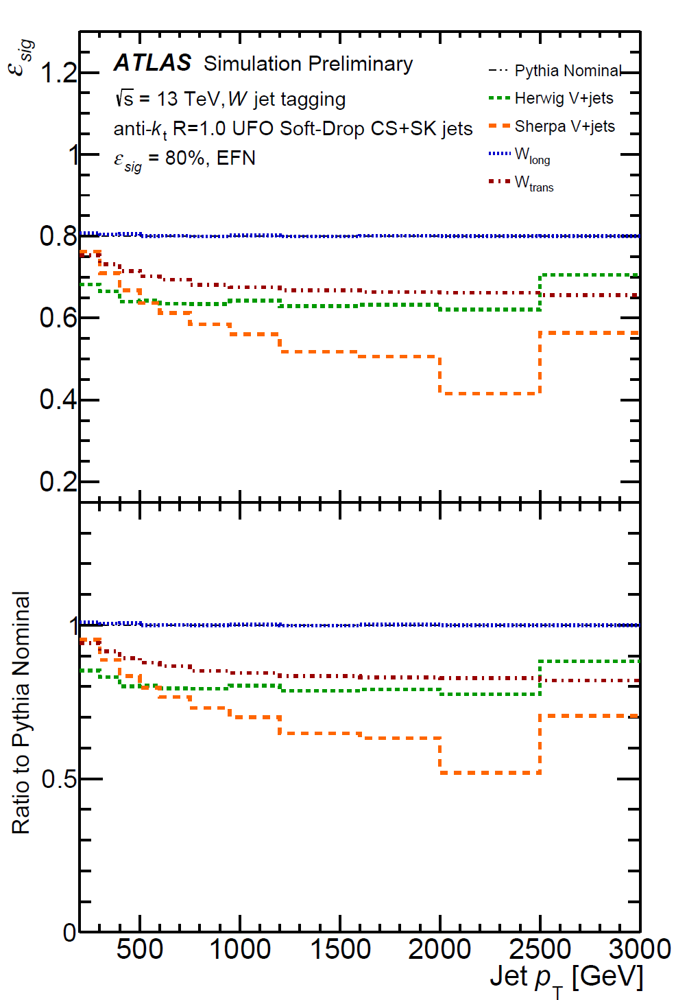 ε_sig
1.2
1
0.8
0.6
0.4
0.2
ATLAS Simulation Preliminary
√s = 13 TeV, W jet tagging
anti-k_t R=1.0 UFO Soft-Drop CS+SK jets
ε_sig = 80%, EFN
Pythia Nominal
Herwig V+jets
Sherpa V+jets
W_long
W_trans
Ratio to Pythia Nominal
1
0.5
0
500 1000 1500 2000 2500 3000
Jet p_T [GeV]